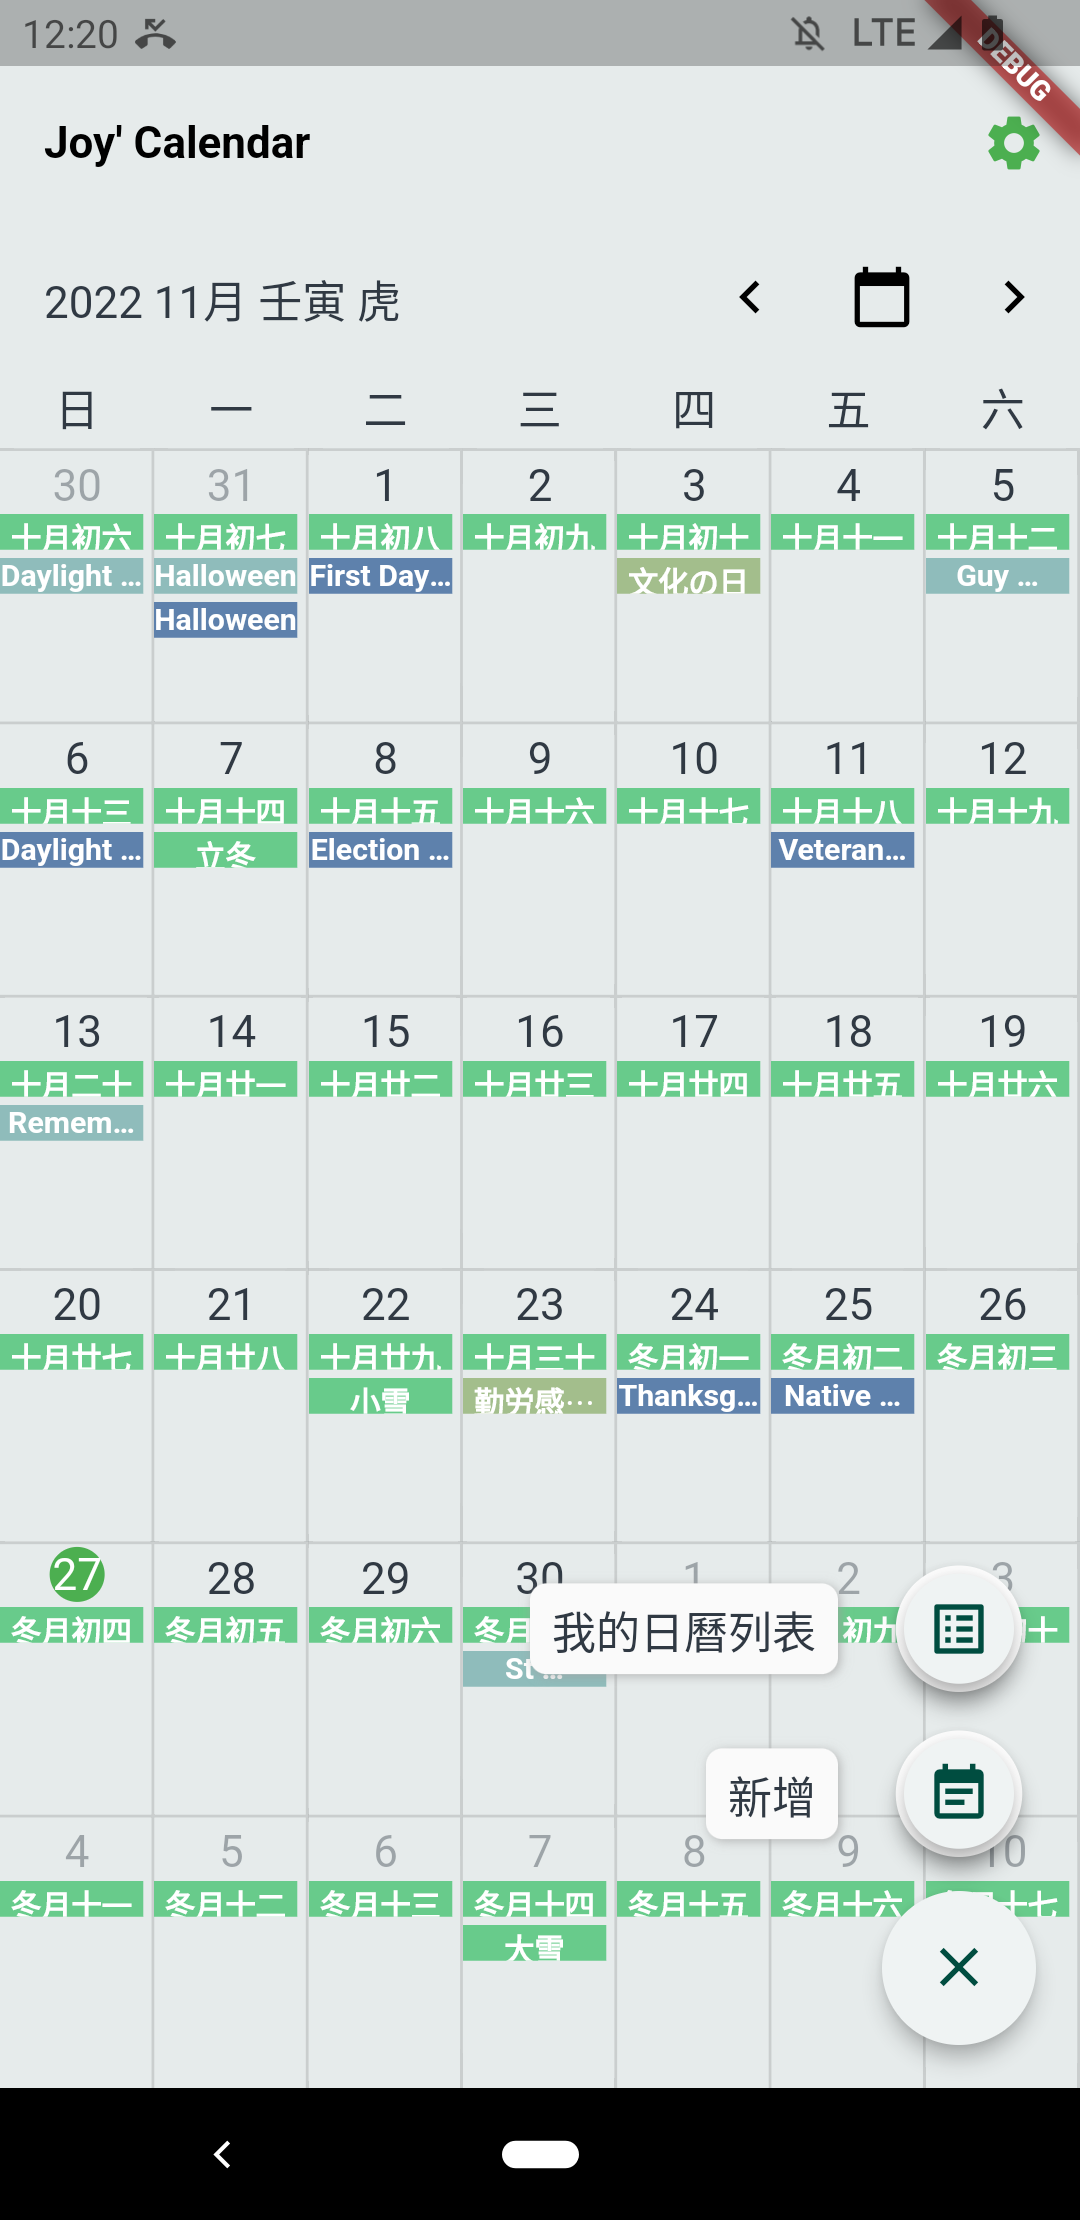 12:20 LTE
DEBUG
Joy' Calendar
2022 11月 壬寅 虎
日 一 二 三 四 五 六
30 31 1 2 3 4 5
十月初六 十月初七 十月初八 十月初九 十月初十 十月十一 十月十二
Daylight ... Halloween First Day... 文化の日 Guy ...
Halloween
6 7 8 9 10 11 12
十月十三 十月十四 十月十五 十月十六 十月十七 十月十八 十月十九
Daylight ... 立冬 Election ... Veteran...
13 14 15 16 17 18 19
十月二十 十月廿一 十月廿二 十月廿三 十月廿四 十月廿五 十月廿六
Remem...
20 21 22 23 24 25 26
十月廿七 十月廿八 十月廿九 十月三十 冬月初一 冬月初二 冬月初三
小雪 勤労感... Thanksg... Native ...
27 28 29 30 1 2 3
冬月初四 冬月初五 冬月初六 冬月 初九 十
我的日曆列表
St ...
新增
4 5 6 7 8 9 10
冬月十一 冬月十二 冬月十三 冬月十四 冬月十五 冬月十六 十七
大雪